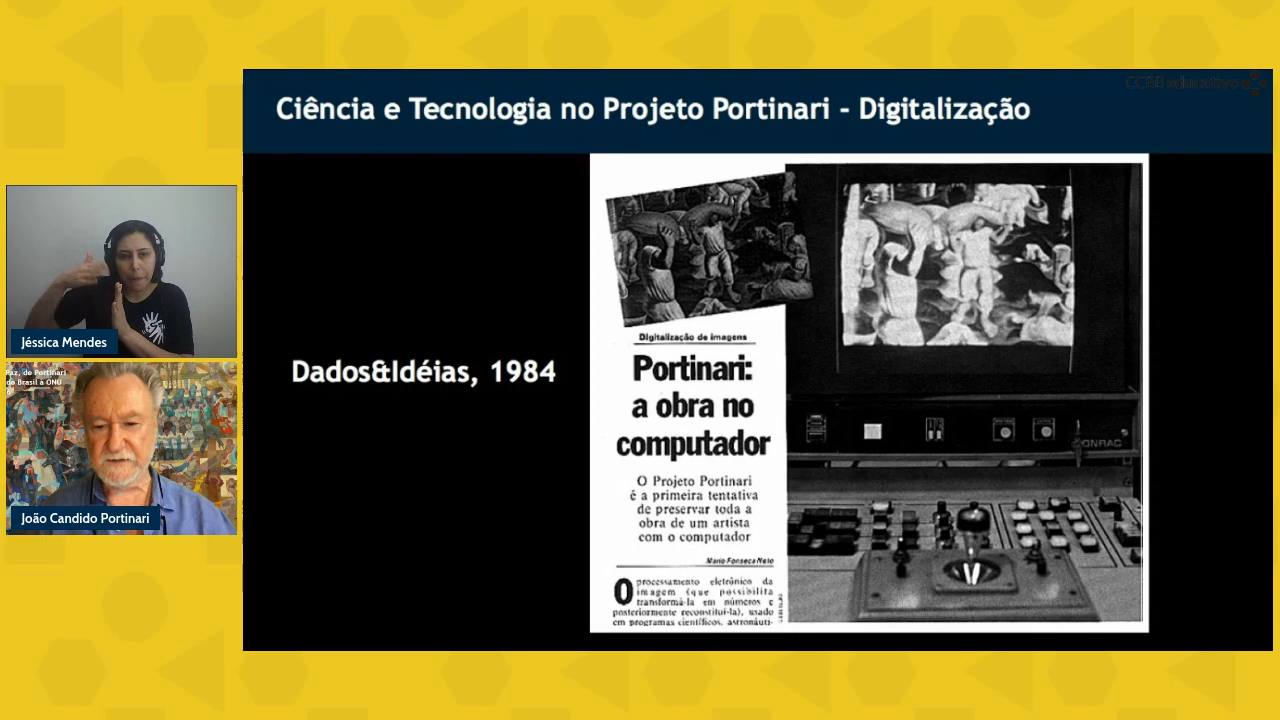 CCBB educativo
Ciência e Tecnologia no Projeto Portinari - Digitalização
Dados&Idéias, 1984
Jéssica Mendes
Paz, de Portinari
do Brasil à ONU
João Candido Portinari
Digitalização de imagens
Portinari:
a obra no
computador
O Projeto Portinari
é a primeira tentativa
de preservar toda a
obra de um artista
com o computador
Mario Fonseca Neto
O processamento eletrônico da
imagem (que possibilita
transformá-la em números e
posteriormente reconstituí-la), usado
em programas científicos, astronáuti-
CONRAC